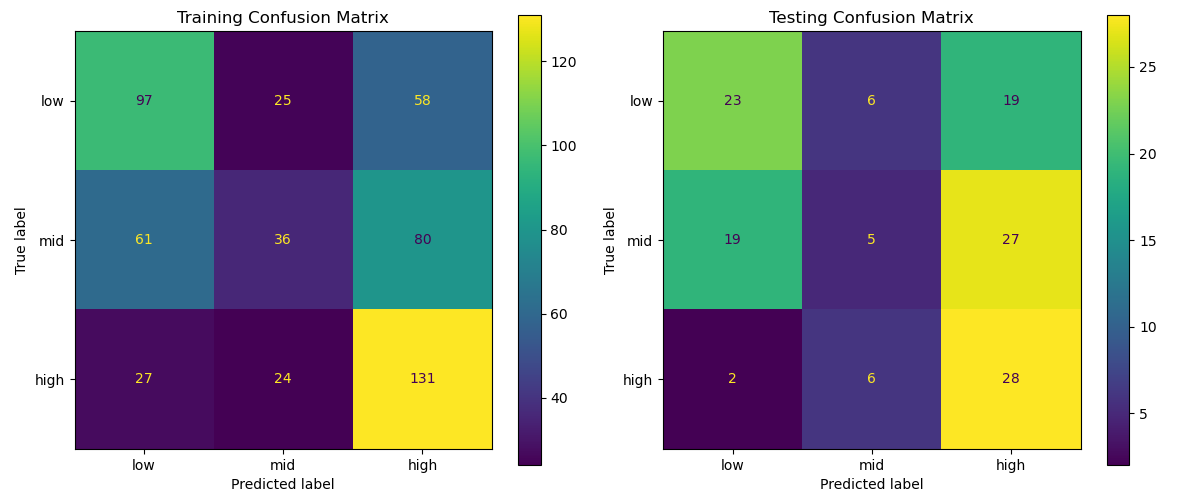 Training Confusion Matrix
Testing Confusion Matrix
low
mid
high
True label
97 25 58
61 36 80
27 24 131
low mid high
Predicted label
120
100
80
60
40
low
mid
high
True label
23 6 19
19 5 27
2 6 28
low mid high
Predicted label
25
20
15
10
5